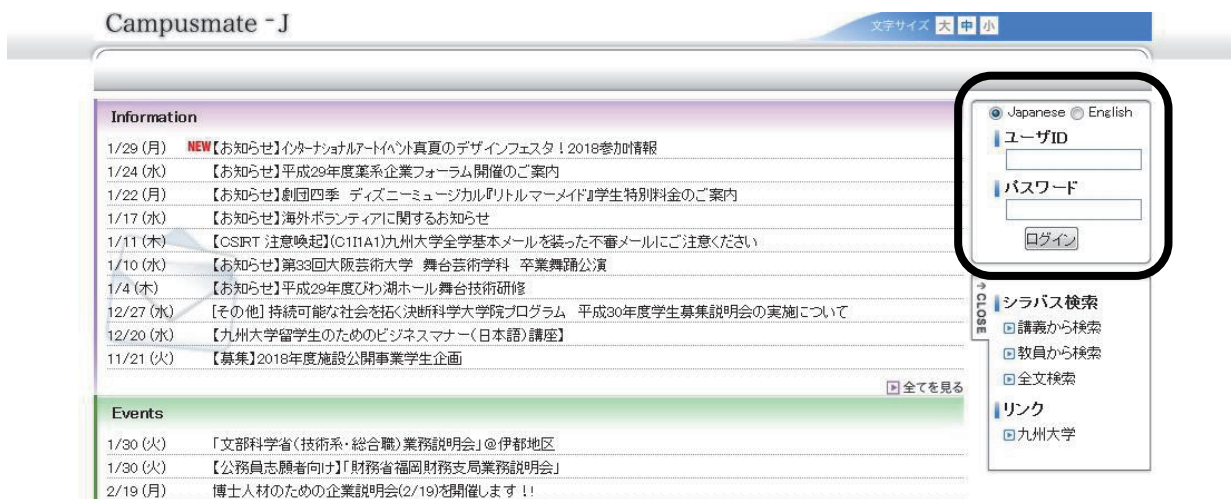 Campusmate-J
文字サイズ 大 中 小
Information
1/29(月) NEW【お知らせ】インターナショナルアートイベント真夏のデザインフェスタ!2018参加情報
1/24(水) 【お知らせ】平成29年度薬系企業フォーラム開催のご案内
1/22(月) 【お知らせ】劇団四季 ディズニーミュージカル『リトルマーメイド』学生特別料金のご案内
1/17(水) 【お知らせ】海外ボランティアに関するお知らせ
1/11(木) 【CSIRT 注意喚起】(C1I1A1)九州大学全学基本メールを装った不審メールにご注意ください
1/10(水) 【お知らせ】第33回大阪芸術大学 舞台芸術学科 卒業舞踊公演
1/4(木) 【お知らせ】平成29年度びわ湖ホール舞台技術研修
12/27(水) [その他] 持続可能な社会を拓く決断科学大学院プログラム 平成30年度学生募集説明会の実施について
12/20(水) 【九州大学留学生のためのビジネスマナー(日本語)講座】
11/21(火) 【募集】2018年度施設公開事業学生企画
全てを見る
Events
1/30(火) 「文部科学省(技術系・総合職)業務説明会」@伊都地区
1/30(火) 【公務員志願者向け】「財務省福岡財務支局業務説明会」
2/19(月) 博士人材のための企業説明会(2/19)を開催します!!
Japanese English
ユーザID
パスワード
ログイン
CLOSE
シラバス検索
講義から検索
教員から検索
全文検索
リンク
九州大学